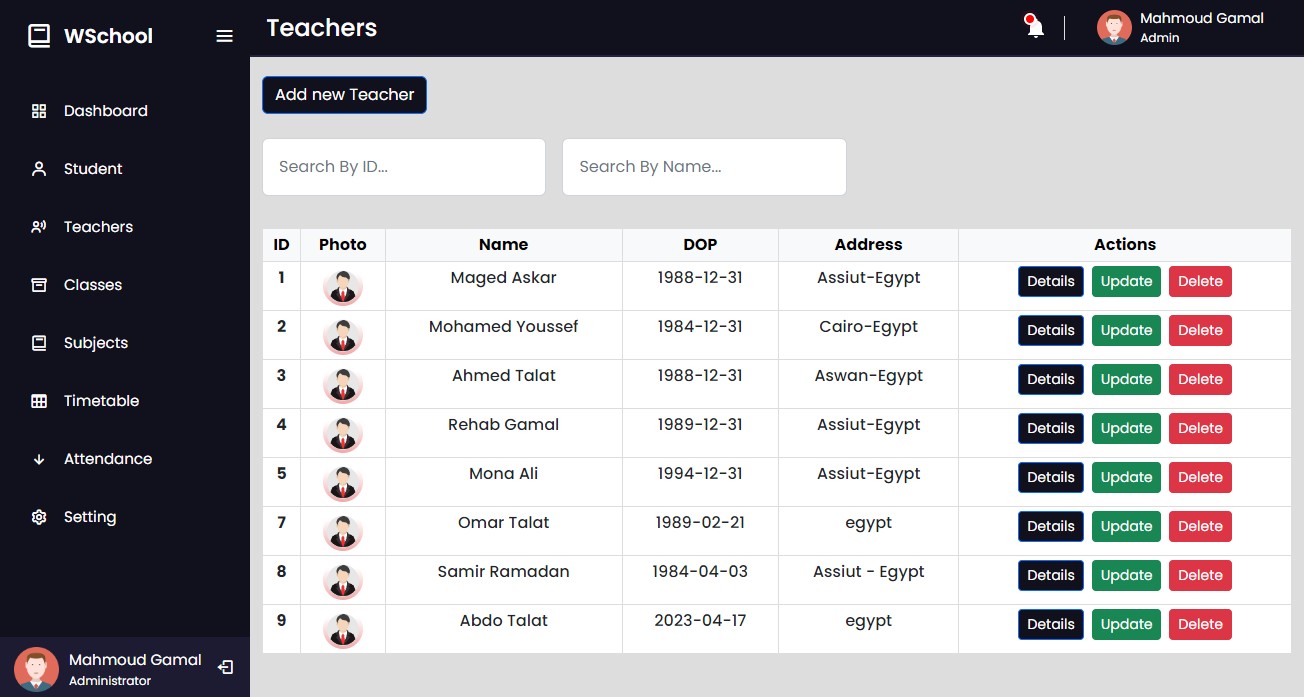 WSchool
Teachers
Mahmoud Gamal
Admin
Dashboard
Student
Teachers
Classes
Subjects
Timetable
Attendance
Setting
Mahmoud Gamal
Administrator
Add new Teacher
Search By ID...
Search By Name...
ID Photo Name DOP Address Actions
1 Maged Askar 1988-12-31 Assiut-Egypt Details Update Delete
2 Mohamed Youssef 1984-12-31 Cairo-Egypt Details Update Delete
3 Ahmed Talat 1988-12-31 Aswan-Egypt Details Update Delete
4 Rehab Gamal 1989-12-31 Assiut-Egypt Details Update Delete
5 Mona Ali 1994-12-31 Assiut-Egypt Details Update Delete
7 Omar Talat 1989-02-21 egypt Details Update Delete
8 Samir Ramadan 1984-04-03 Assiut - Egypt Details Update Delete
9 Abdo Talat 2023-04-17 egypt Details Update Delete